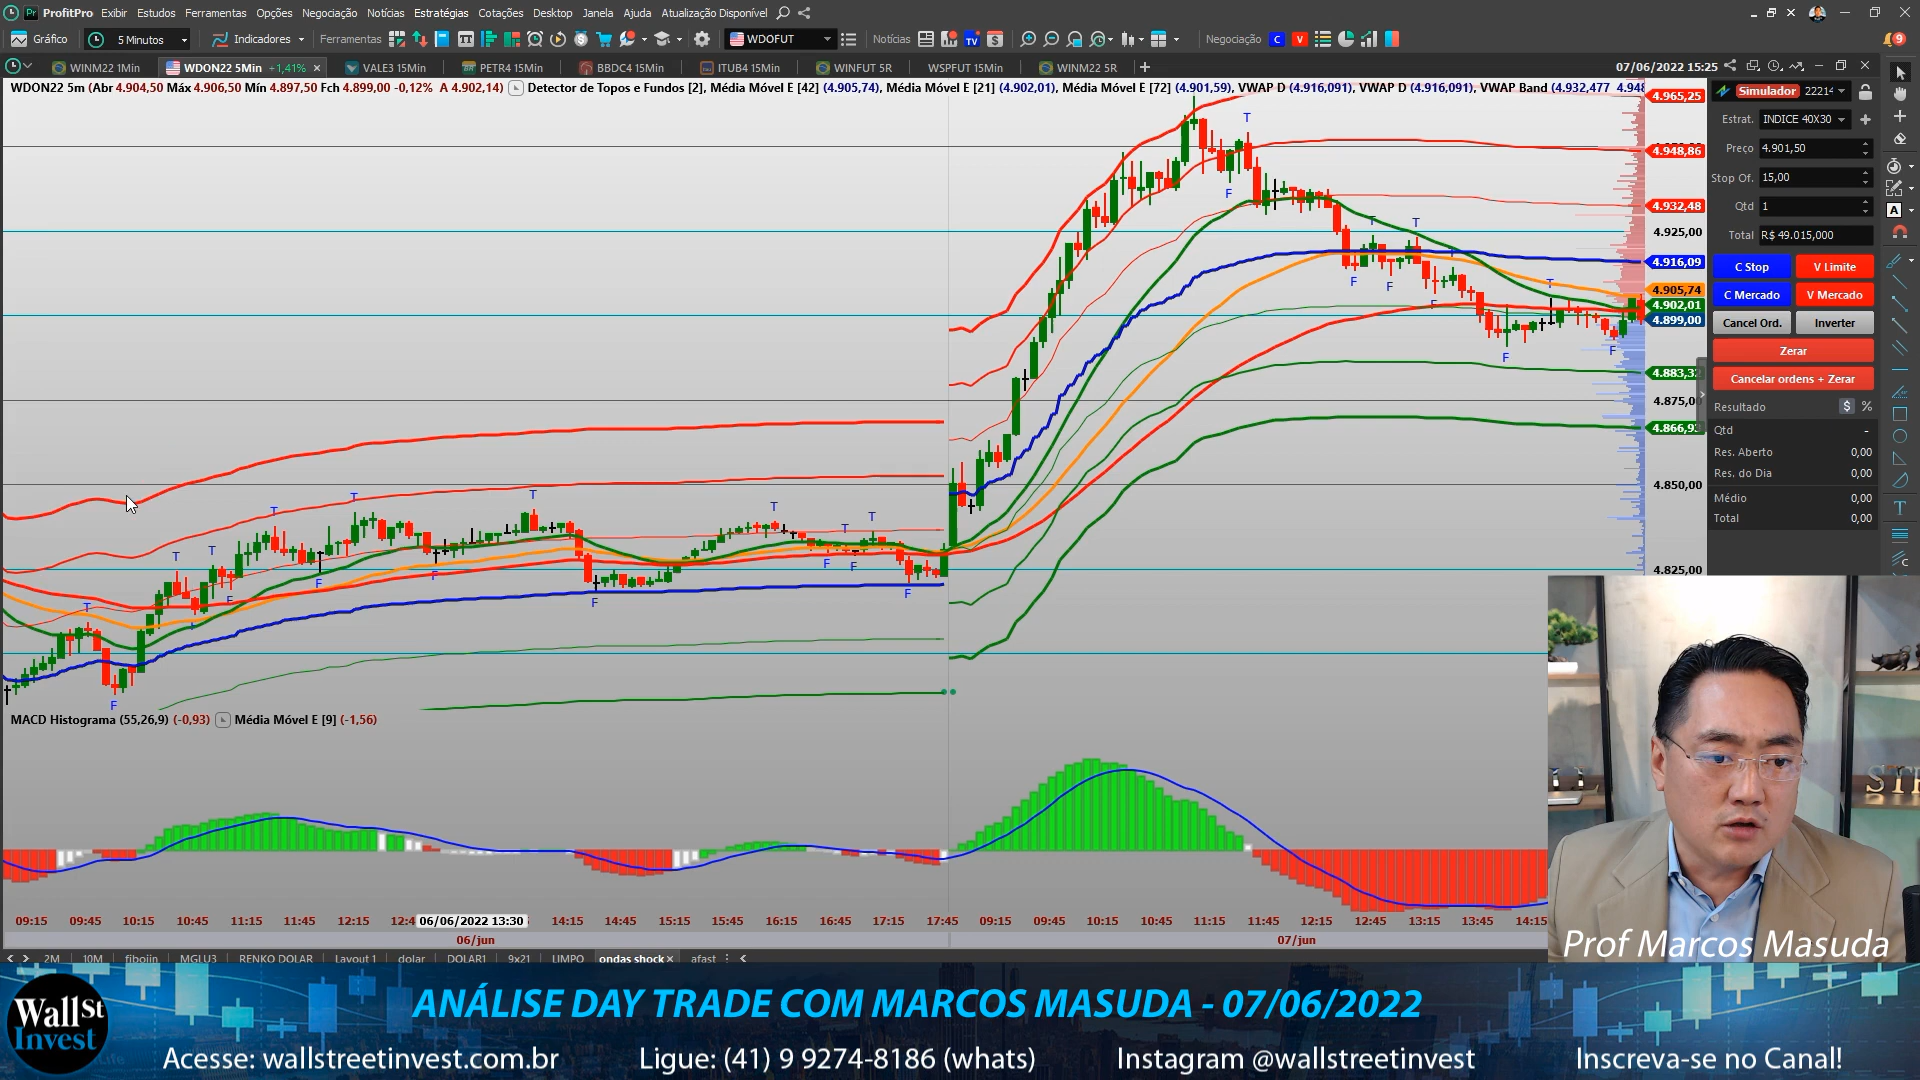 ProfitPro Exibir Estudos Ferramentas Opções Negociação Notícias Estratégias Cotações Desktop Janela Ajuda Atualização Disponível
Gráfico 5 Minutos Indicadores Ferramentas WDOFUT Notícias Negociação C V 9
WINM22 1Min WDON22 5Min +1,41% VALE3 15Min PETR4 15Min BBDC4 15Min ITUB4 15Min WINFUT 5R WSPFUT 15Min WINM22 5R 07/06/2022 15:25
WDON22 5m (Abr 4.904,50 Máx 4.906,50 Mín 4.897,50 Fch 4.899,00 -0,12% A 4.902,14) Detector de Topos e Fundos [2], Média Móvel E [42] (4.905,74), Média Móvel E [21] (4.902,01), Média Móvel E [72] (4.901,59), VWAP D (4.916,091), VWAP D (4.916,091), VWAP Band (4.932,477 4.948
4.965,25
4.948,86
4.932,48
4.925,00
4.916,09
4.905,74
4.902,01
4.899,00
4.883,32
4.875,00
4.866,93
4.850,00
4.825,00
Simulador 22214
Estrat. INDICE 40X30
Preço 4.901,50
Stop Of. 15,00
Qtd 1
Total R$ 49.015,000
C Stop V Limite
C Mercado V Mercado
Cancel Ord. Inverter
Zerar
Cancelar ordens + Zerar
Resultado $ %
Qtd -
Res. Aberto 0,00
Res. do Dia 0,00
Médio 0,00
Total 0,00
MACD Histograma (55,26,9) (-0,93) Média Móvel E [9] (-1,56)
09:15 09:45 10:15 10:45 11:15 11:45 12:15 12:4 06/06/2022 13:30 14:15 14:45 15:15 15:45 16:15 16:45 17:15 17:45 09:15 09:45 10:15 10:45 11:15 11:45 12:15 12:45 13:15 13:45 14:15
06/jun 07/jun
2M 10M fiboiin MGLU3 RENKO DOLAR Layout 1 dolar DOLAR1 9x21 LIMPO ondas shock afast
Prof Marcos Masuda
Wall St Invest
ANÁLISE DAY TRADE COM MARCOS MASUDA - 07/06/2022
Acesse: wallstreetinvest.com.br Ligue: (41) 9 9274-8186 (whats) Instagram @wallstreetinvest Inscreva-se no Canal!